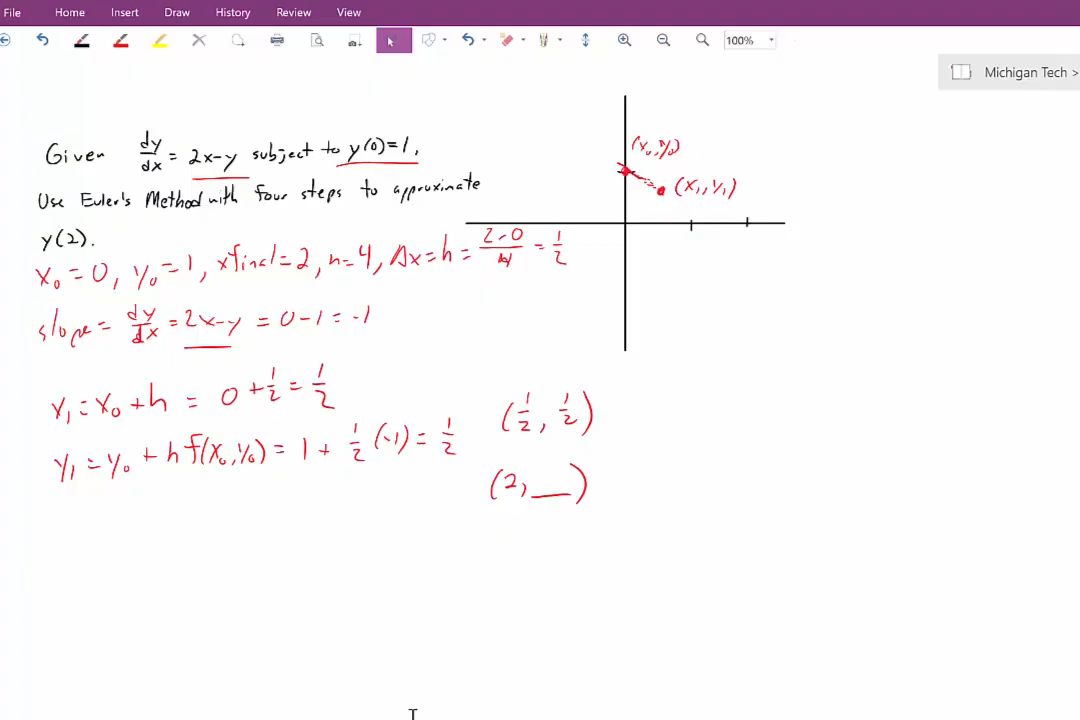 File Home Insert Draw History Review View
100%
Michigan Tech >
Given dy/dx = 2x-y subject to y(0)=1,
Use Euler's Method with four steps to approximate
y(2).
x₀ = 0, y₀ = 1, xfinal = 2, n=4, Δx = h = (2-0)/4 = 1/2
slope = dy/dx = 2x-y = 0-1 = -1
x₁ = x₀ + h = 0 + 1/2 = 1/2
y₁ = y₀ + h f(x₀, y₀) = 1 + 1/2 (-1) = 1/2
(1/2, 1/2)
(2, __)
(x₀, y₀)
(x₁, y₁)